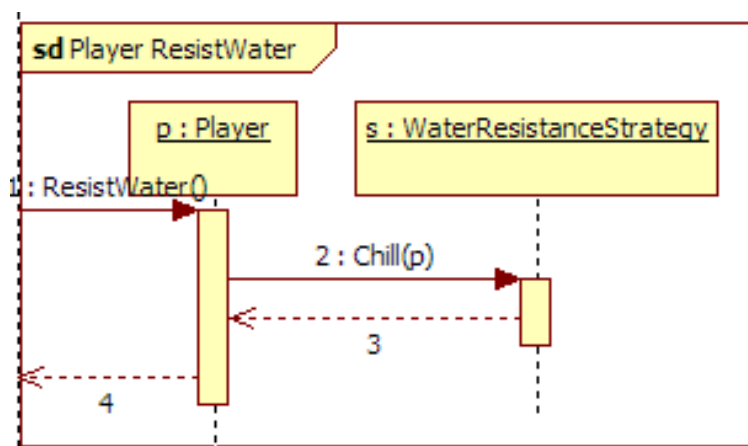 sd Player ResistWater
p : Player
s : WaterResistanceStrategy
1 : ResistWater()
2 : Chill(p)
3
4